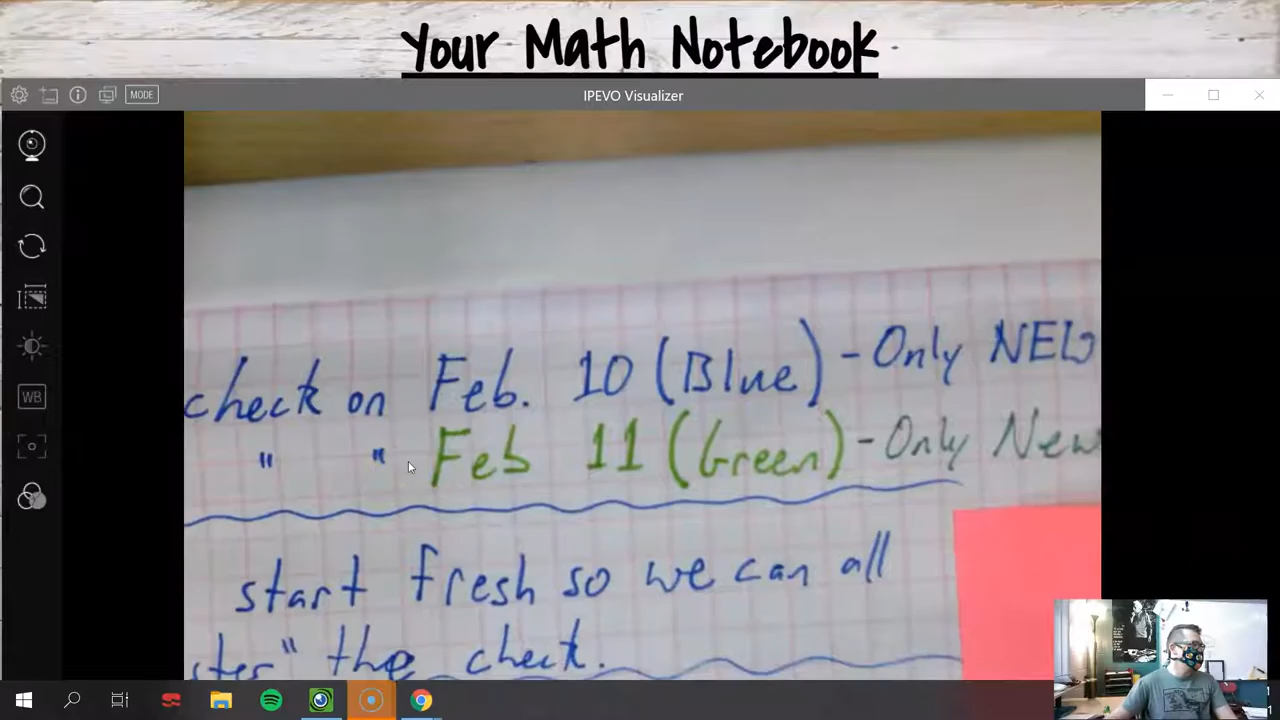 Your Math Notebook
MODE
IPEVO Visualizer
check on Feb. 10 (Blue) - Only NEW
" " Feb 11 (Green) - Only New
start fresh so we can all
ster" the check.
WB